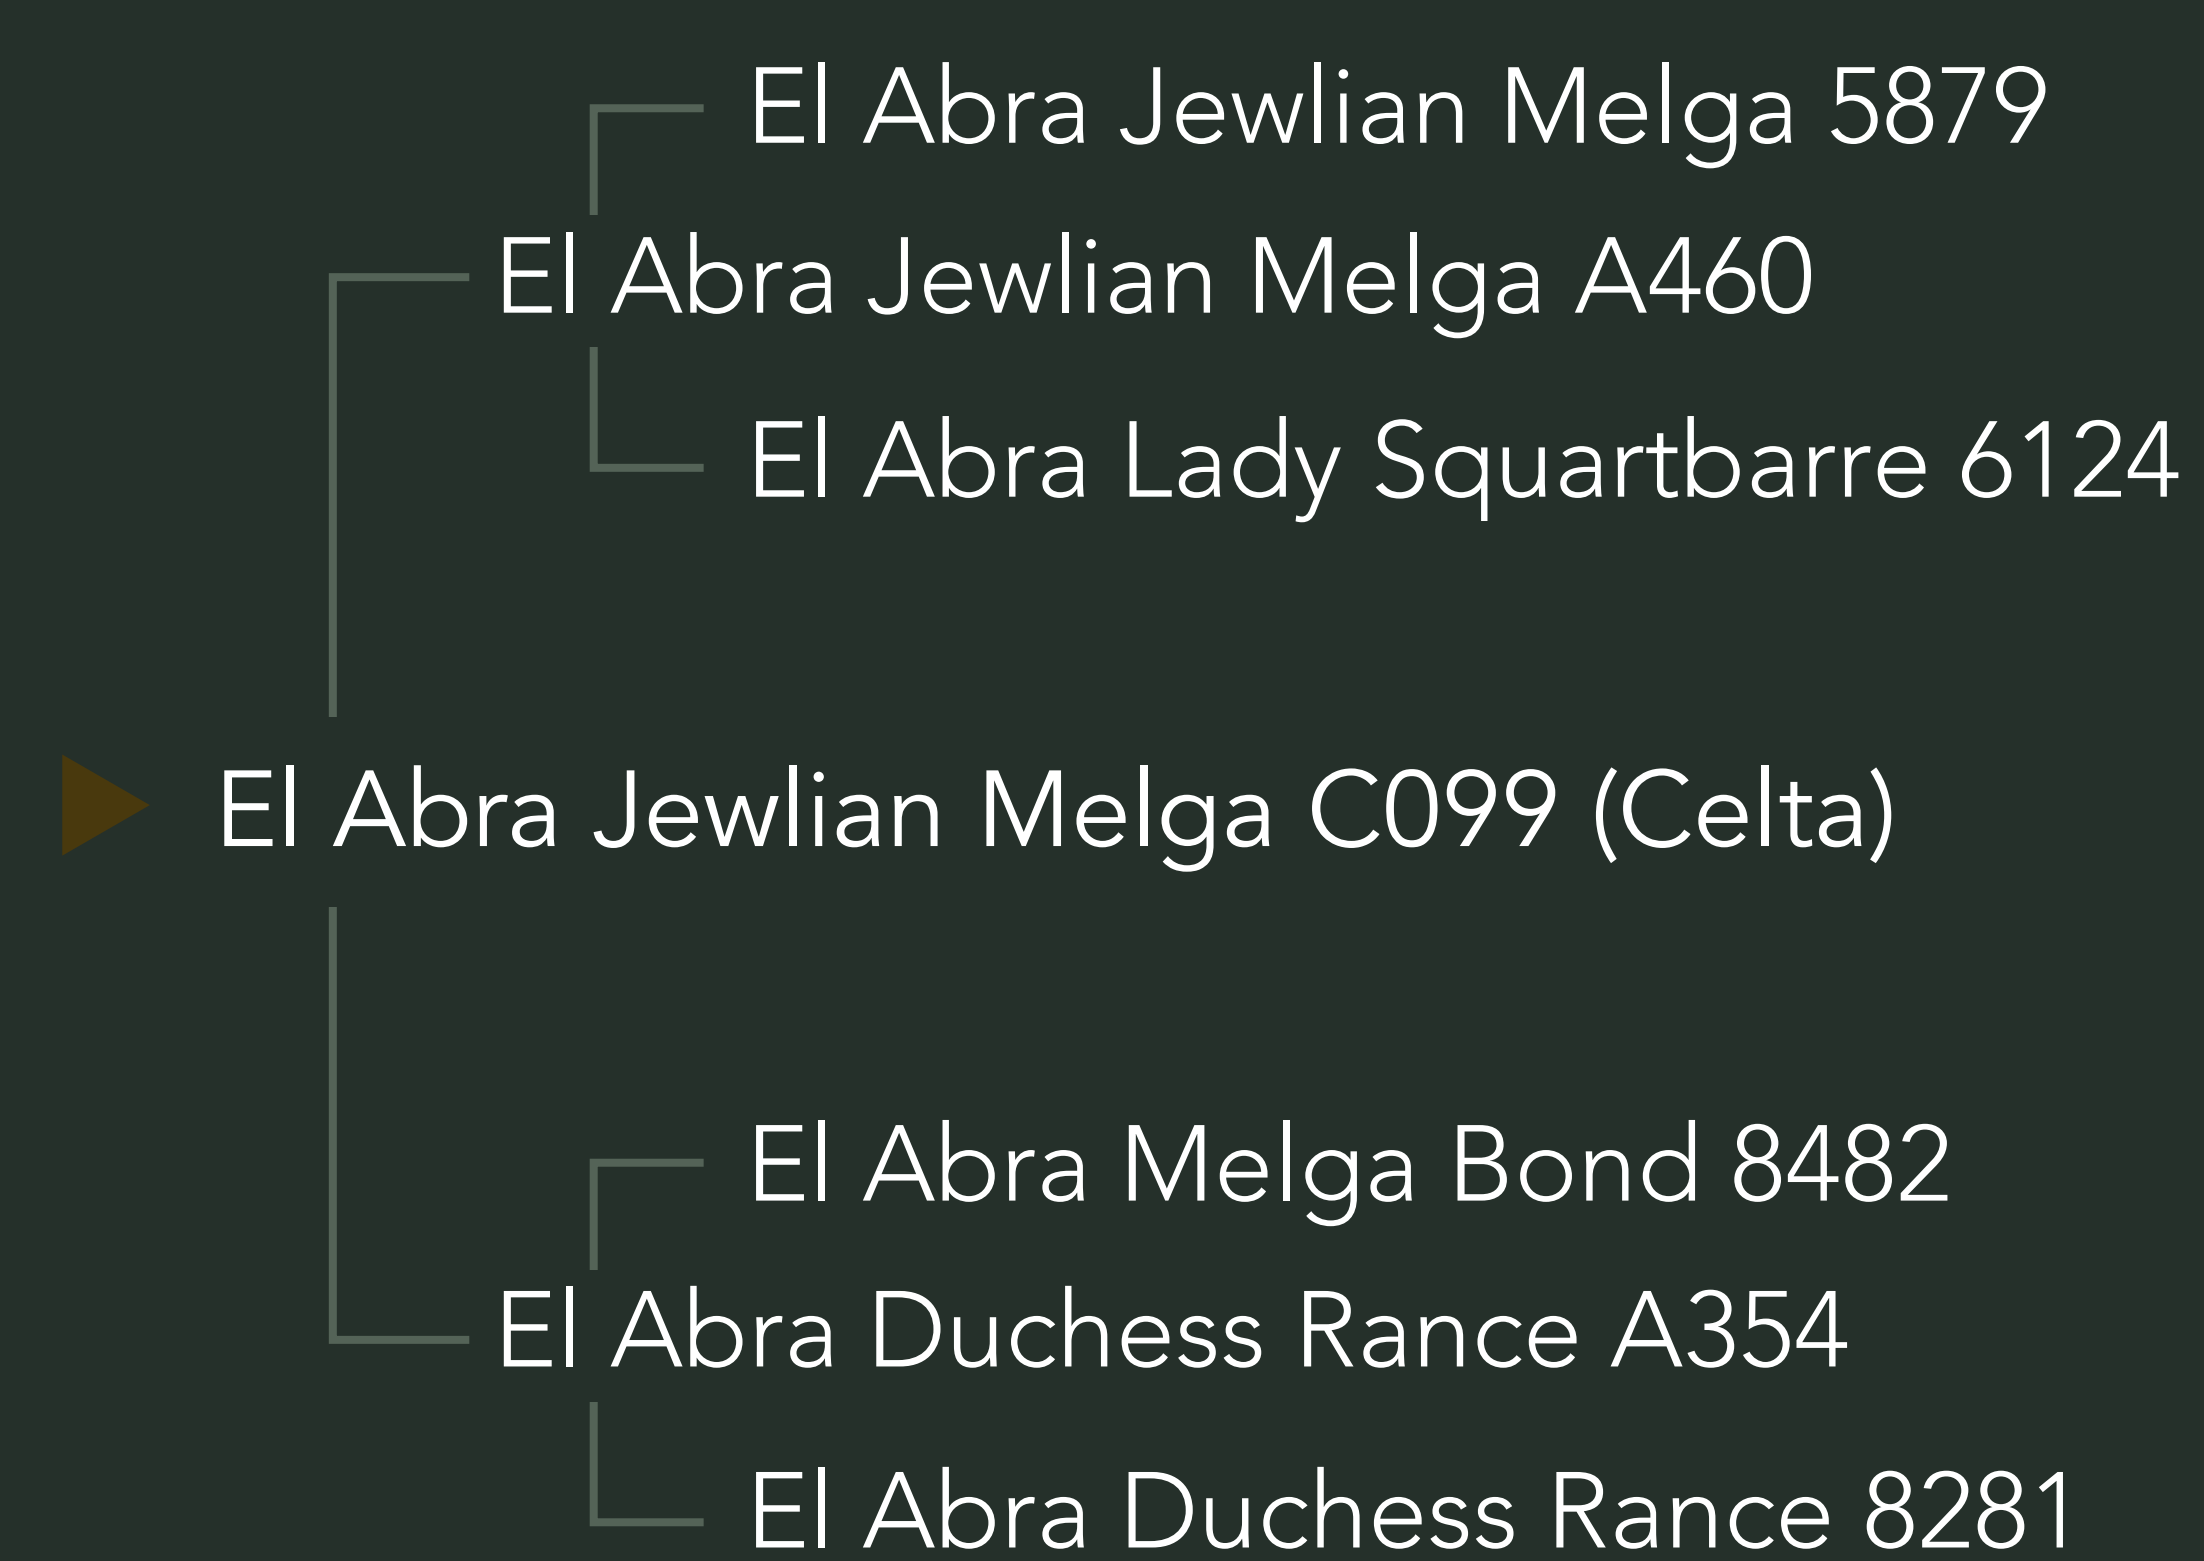 El Abra Jewlian Melga 5879
El Abra Jewlian Melga A460
El Abra Lady Squartbarre 6124
El Abra Jewlian Melga C099 (Celta)
El Abra Melga Bond 8482
El Abra Duchess Rance A354
El Abra Duchess Rance 8281